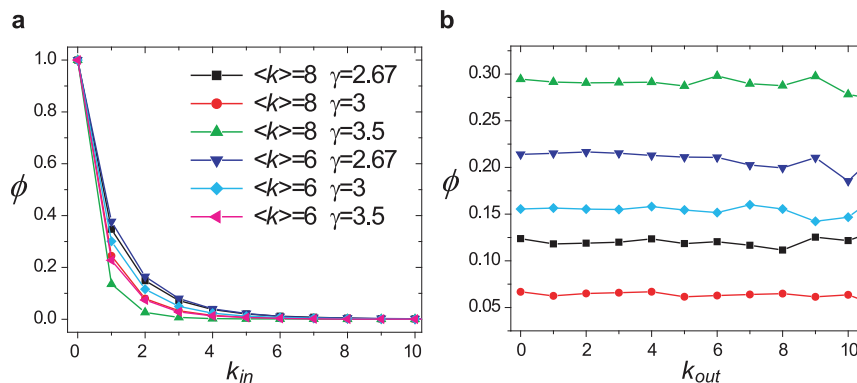 a
b
1.0
0.8
0.6
0.4
0.2
0.0
ϕ
<k>=8 γ=2.67
<k>=8 γ=3
<k>=8 γ=3.5
<k>=6 γ=2.67
<k>=6 γ=3
<k>=6 γ=3.5
0 2 4 6 8 10
k_in
0.30
0.25
0.20
0.15
0.10
0.05
ϕ
0 2 4 6 8 10
k_out